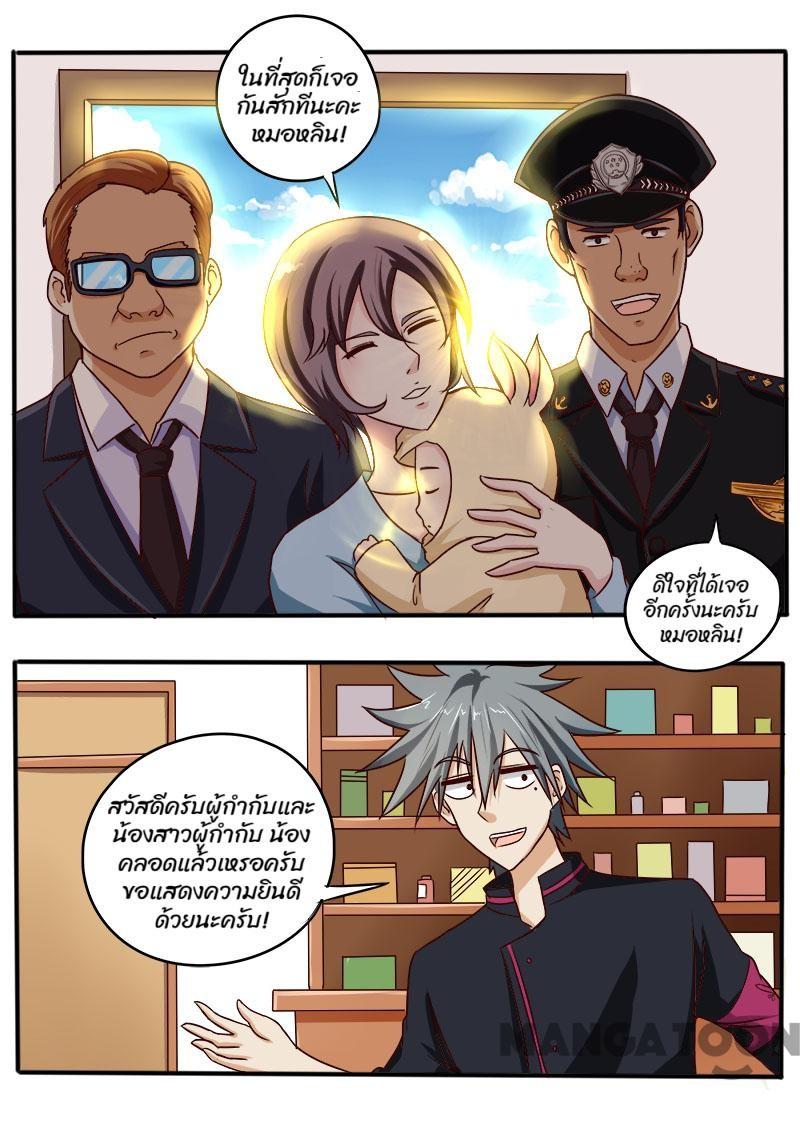 ในที่สุดก็เจอ
กันสักทีนะคะ
หมอหลิน!
ดีใจที่ได้เจอ
อีกครั้งนะครับ
หมอหลิน!
สวัสดีครับผู้กำกับและ
น้องสาวผู้กำกับ น้อง
คลอดแล้วเหรอครับ
ขอแสดงความยินดี
ด้วยนะครับ!
MANGATOON